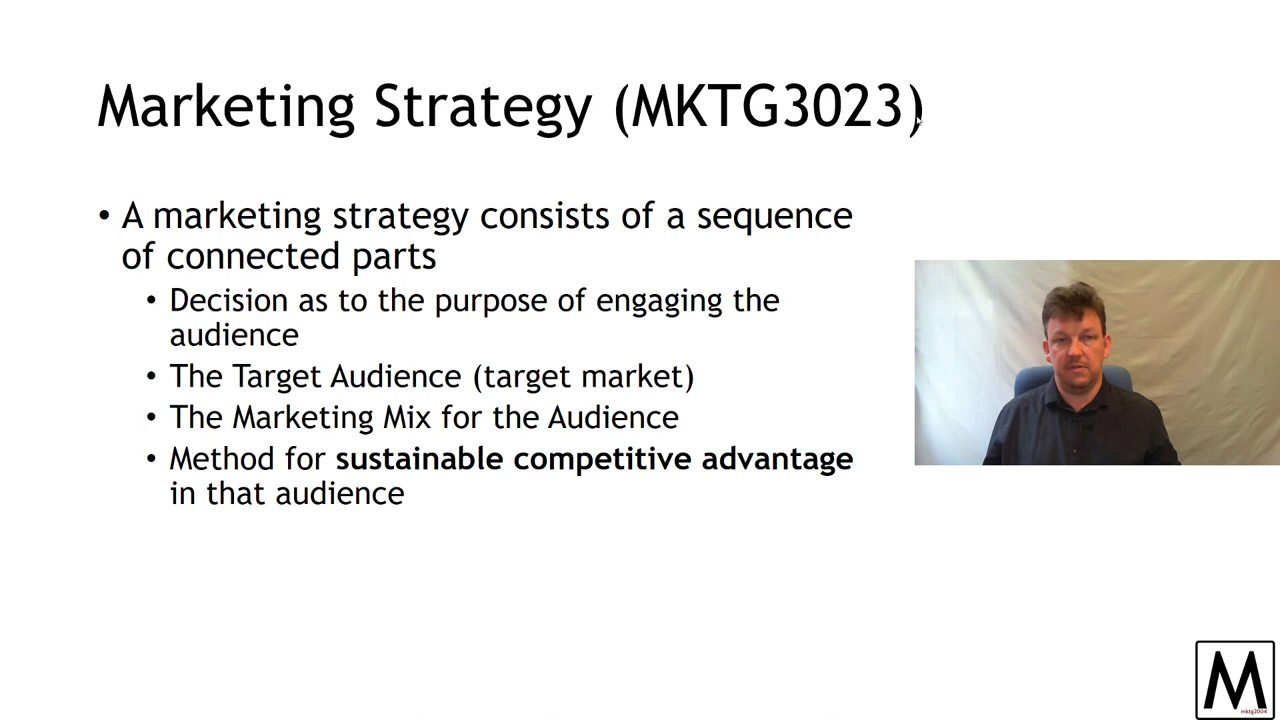 Marketing Strategy (MKTG3023)
• A marketing strategy consists of a sequence
of connected parts
• Decision as to the purpose of engaging the
audience
• The Target Audience (target market)
• The Marketing Mix for the Audience
• Method for sustainable competitive advantage
in that audience
M
mktg2004